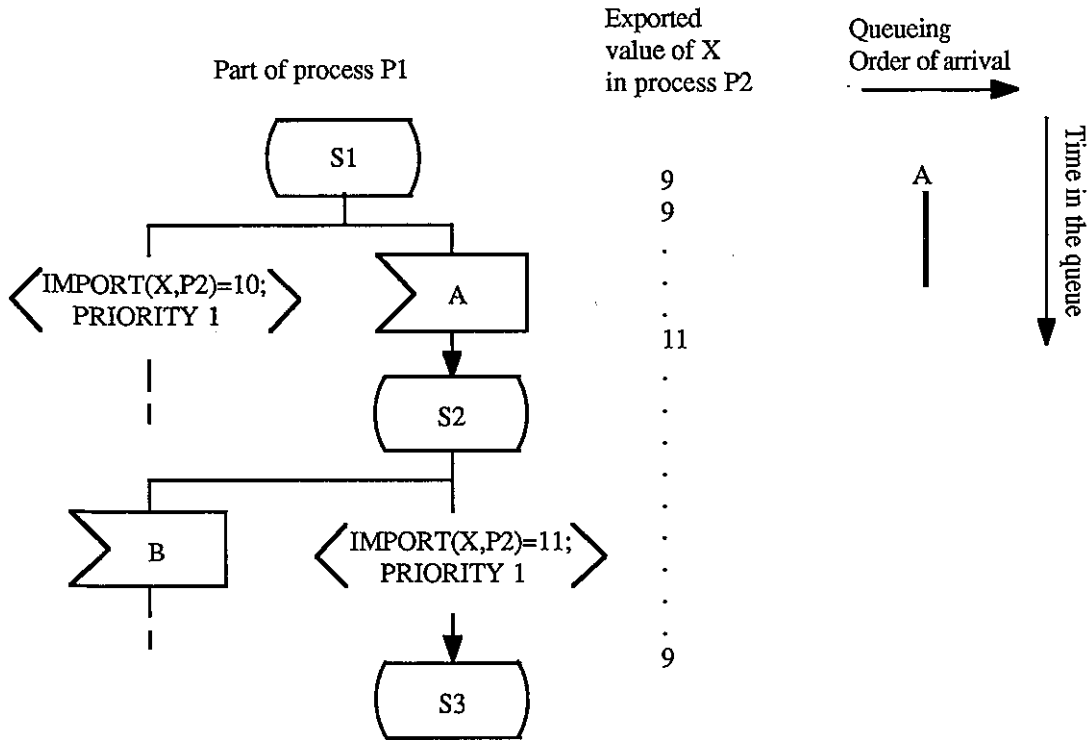 Part of process P1
Exported
value of X
in process P2
Queueing
Order of arrival
Time in the queue
S1
9
A
9
IMPORT(X,P2)=10;
PRIORITY 1
A
11
S2
B
IMPORT(X,P2)=11;
PRIORITY 1
9
S3